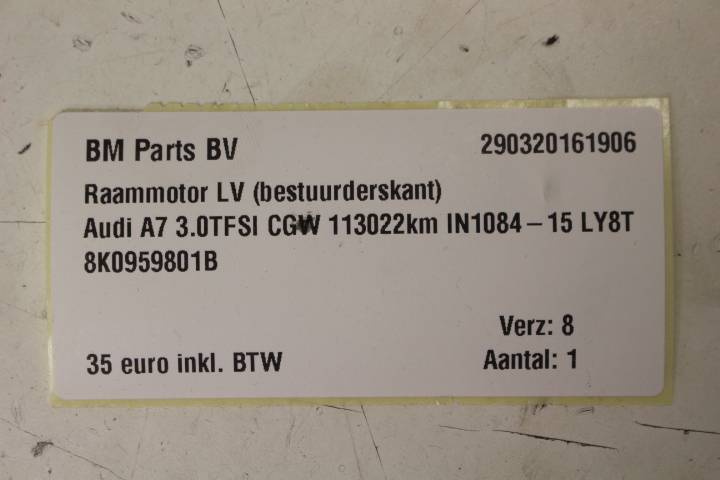 BM Parts BV 290320161906
Raammotor LV (bestuurderskant)
Audi A7 3.0TFSI CGW 113022km IN1084-15 LY8T
8K0959801B
Verz: 8
35 euro inkl. BTW Aantal: 1